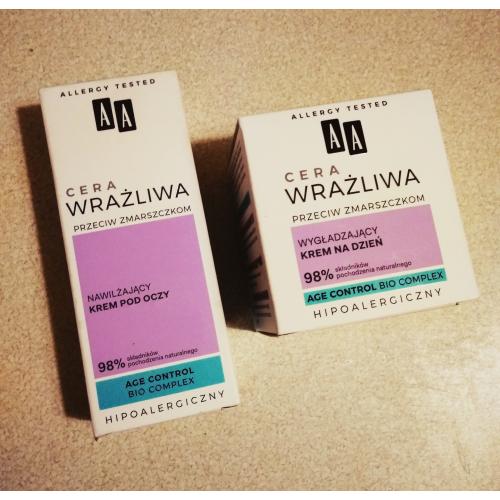 ALLERGY TESTED
AA
CERA
WRAŻLIWA
PRZECIW ZMARSZCZKOM
NAWILŻAJĄCY
KREM POD OCZY
98% składników
pochodzenia naturalnego
AGE CONTROL
BIO COMPLEX
HIPOALERGICZNY
ALLERGY TESTED
AA
CERA
WRAŻLIWA
PRZECIW ZMARSZCZKOM
WYGŁADZAJĄCY
KREM NA DZIEŃ
98% składników
pochodzenia naturalnego
AGE CONTROL BIO COMPLEX
HIPOALERGICZNY